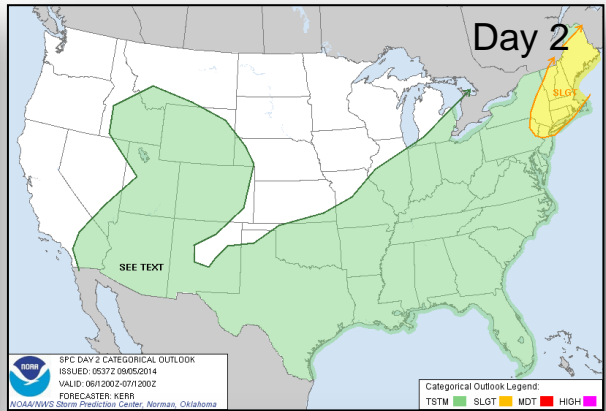 Day 2
SLGT
SEE TEXT
NOAA
SPC DAY 2 CATEGORICAL OUTLOOK
ISSUED: 0537Z 09/05/2014
VALID: 06/1200Z-07/1200Z
FORECASTER: KERR
NOAA/NWS Storm Prediction Center, Norman, Oklahoma
Categorical Outlook Legend:
TSTM SLGT MDT HIGH